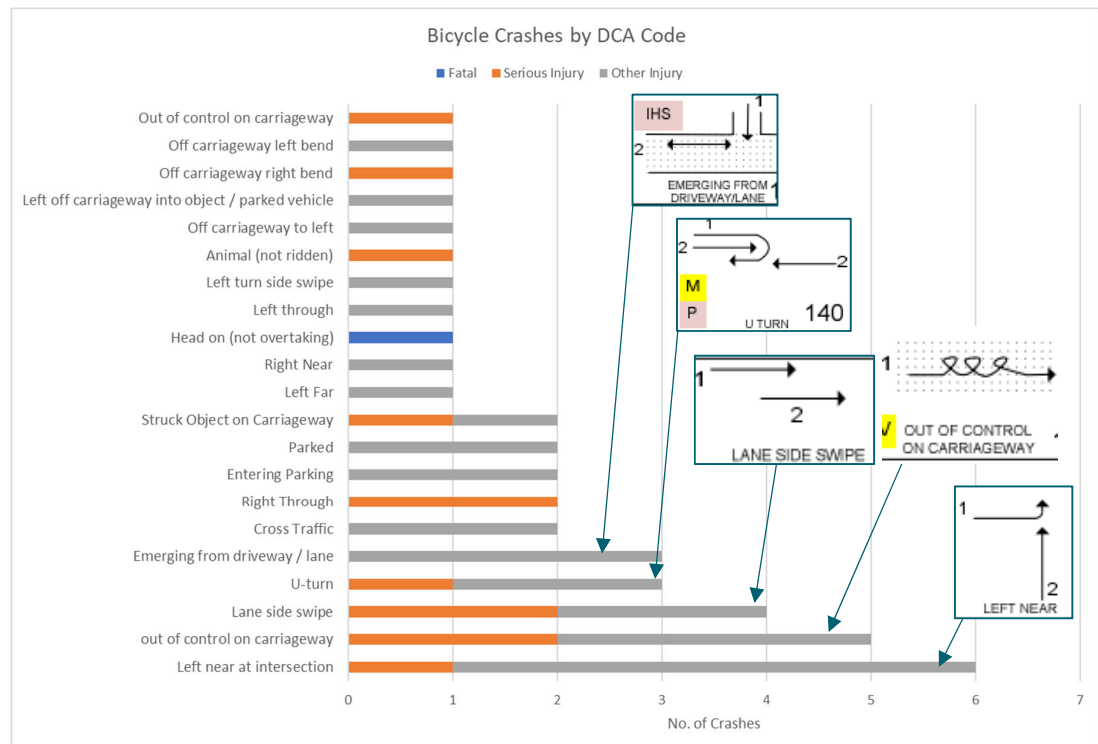 Bicycle Crashes by DCA Code
Fatal Serious Injury Other Injury
Out of control on carriageway
Off carriageway left bend
Off carriageway right bend
Left off carriageway into object / parked vehicle
Off carriageway to left
Animal (not ridden)
Left turn side swipe
Left through
Head on (not overtaking)
Right Near
Left Far
Struck Object on Carriageway
Parked
Entering Parking
Right Through
Cross Traffic
Emerging from driveway / lane
U-turn
Lane side swipe
out of control on carriageway
Left near at intersection
0 1 2 3 4 5 6 7
No. of Crashes
IHS
1
2
EMERGING FROM
DRIVEWAY/LANE
1
2
2
M
P
U TURN 140
1
2
LANE SIDE SWIPE
1
OUT OF CONTROL
ON CARRIAGEWAY
1
2
LEFT NEAR